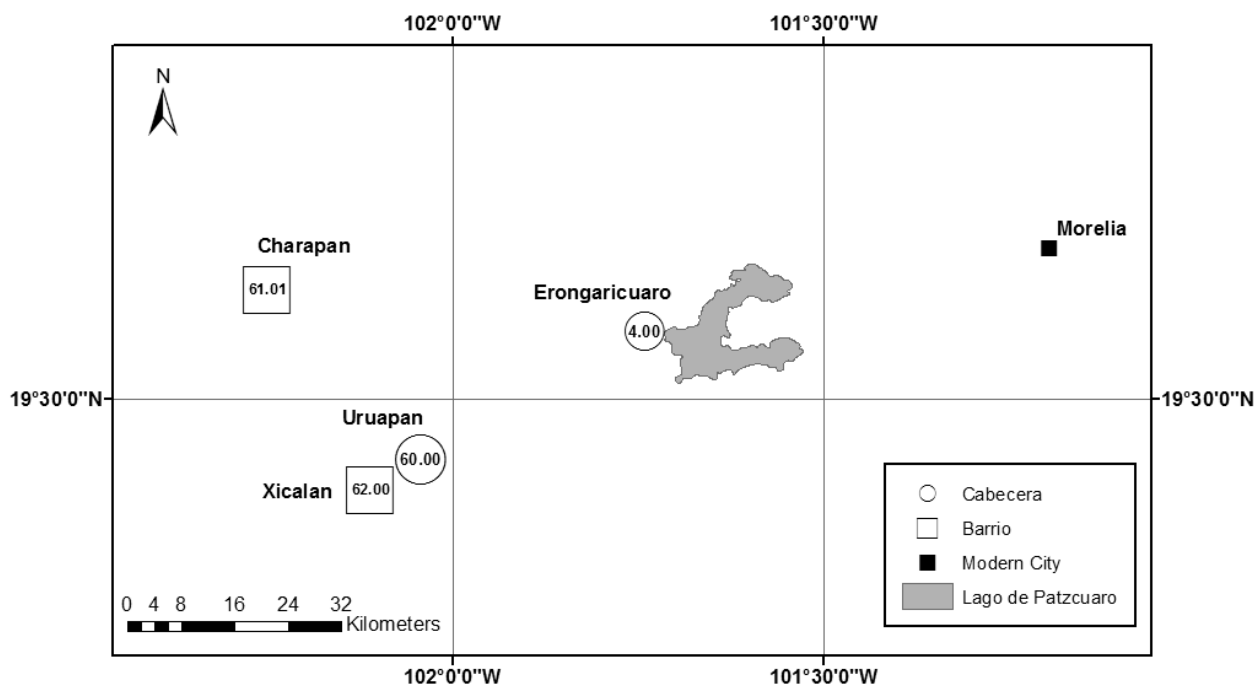 102°0'0"W
101°30'0"W
N
Morelia
Charapan
61.01
Erongaricuaro
4.00
19°30'0"N
19°30'0"N
Uruapan
60.00
Xicalan
62.00
Cabecera
Barrio
Modern City
Lago de Patzcuaro
0 4 8 16 24 32
Kilometers
102°0'0"W
101°30'0"W